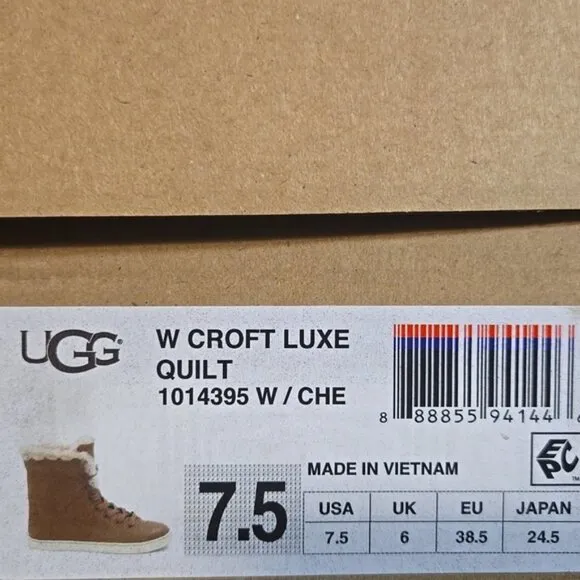 UGG
W CROFT LUXE
QUILT
1014395 W / CHE
8 88855 94144
MADE IN VIETNAM
EPC
TM
7.5
USA UK EU JAPAN
7.5 6 38.5 24.5